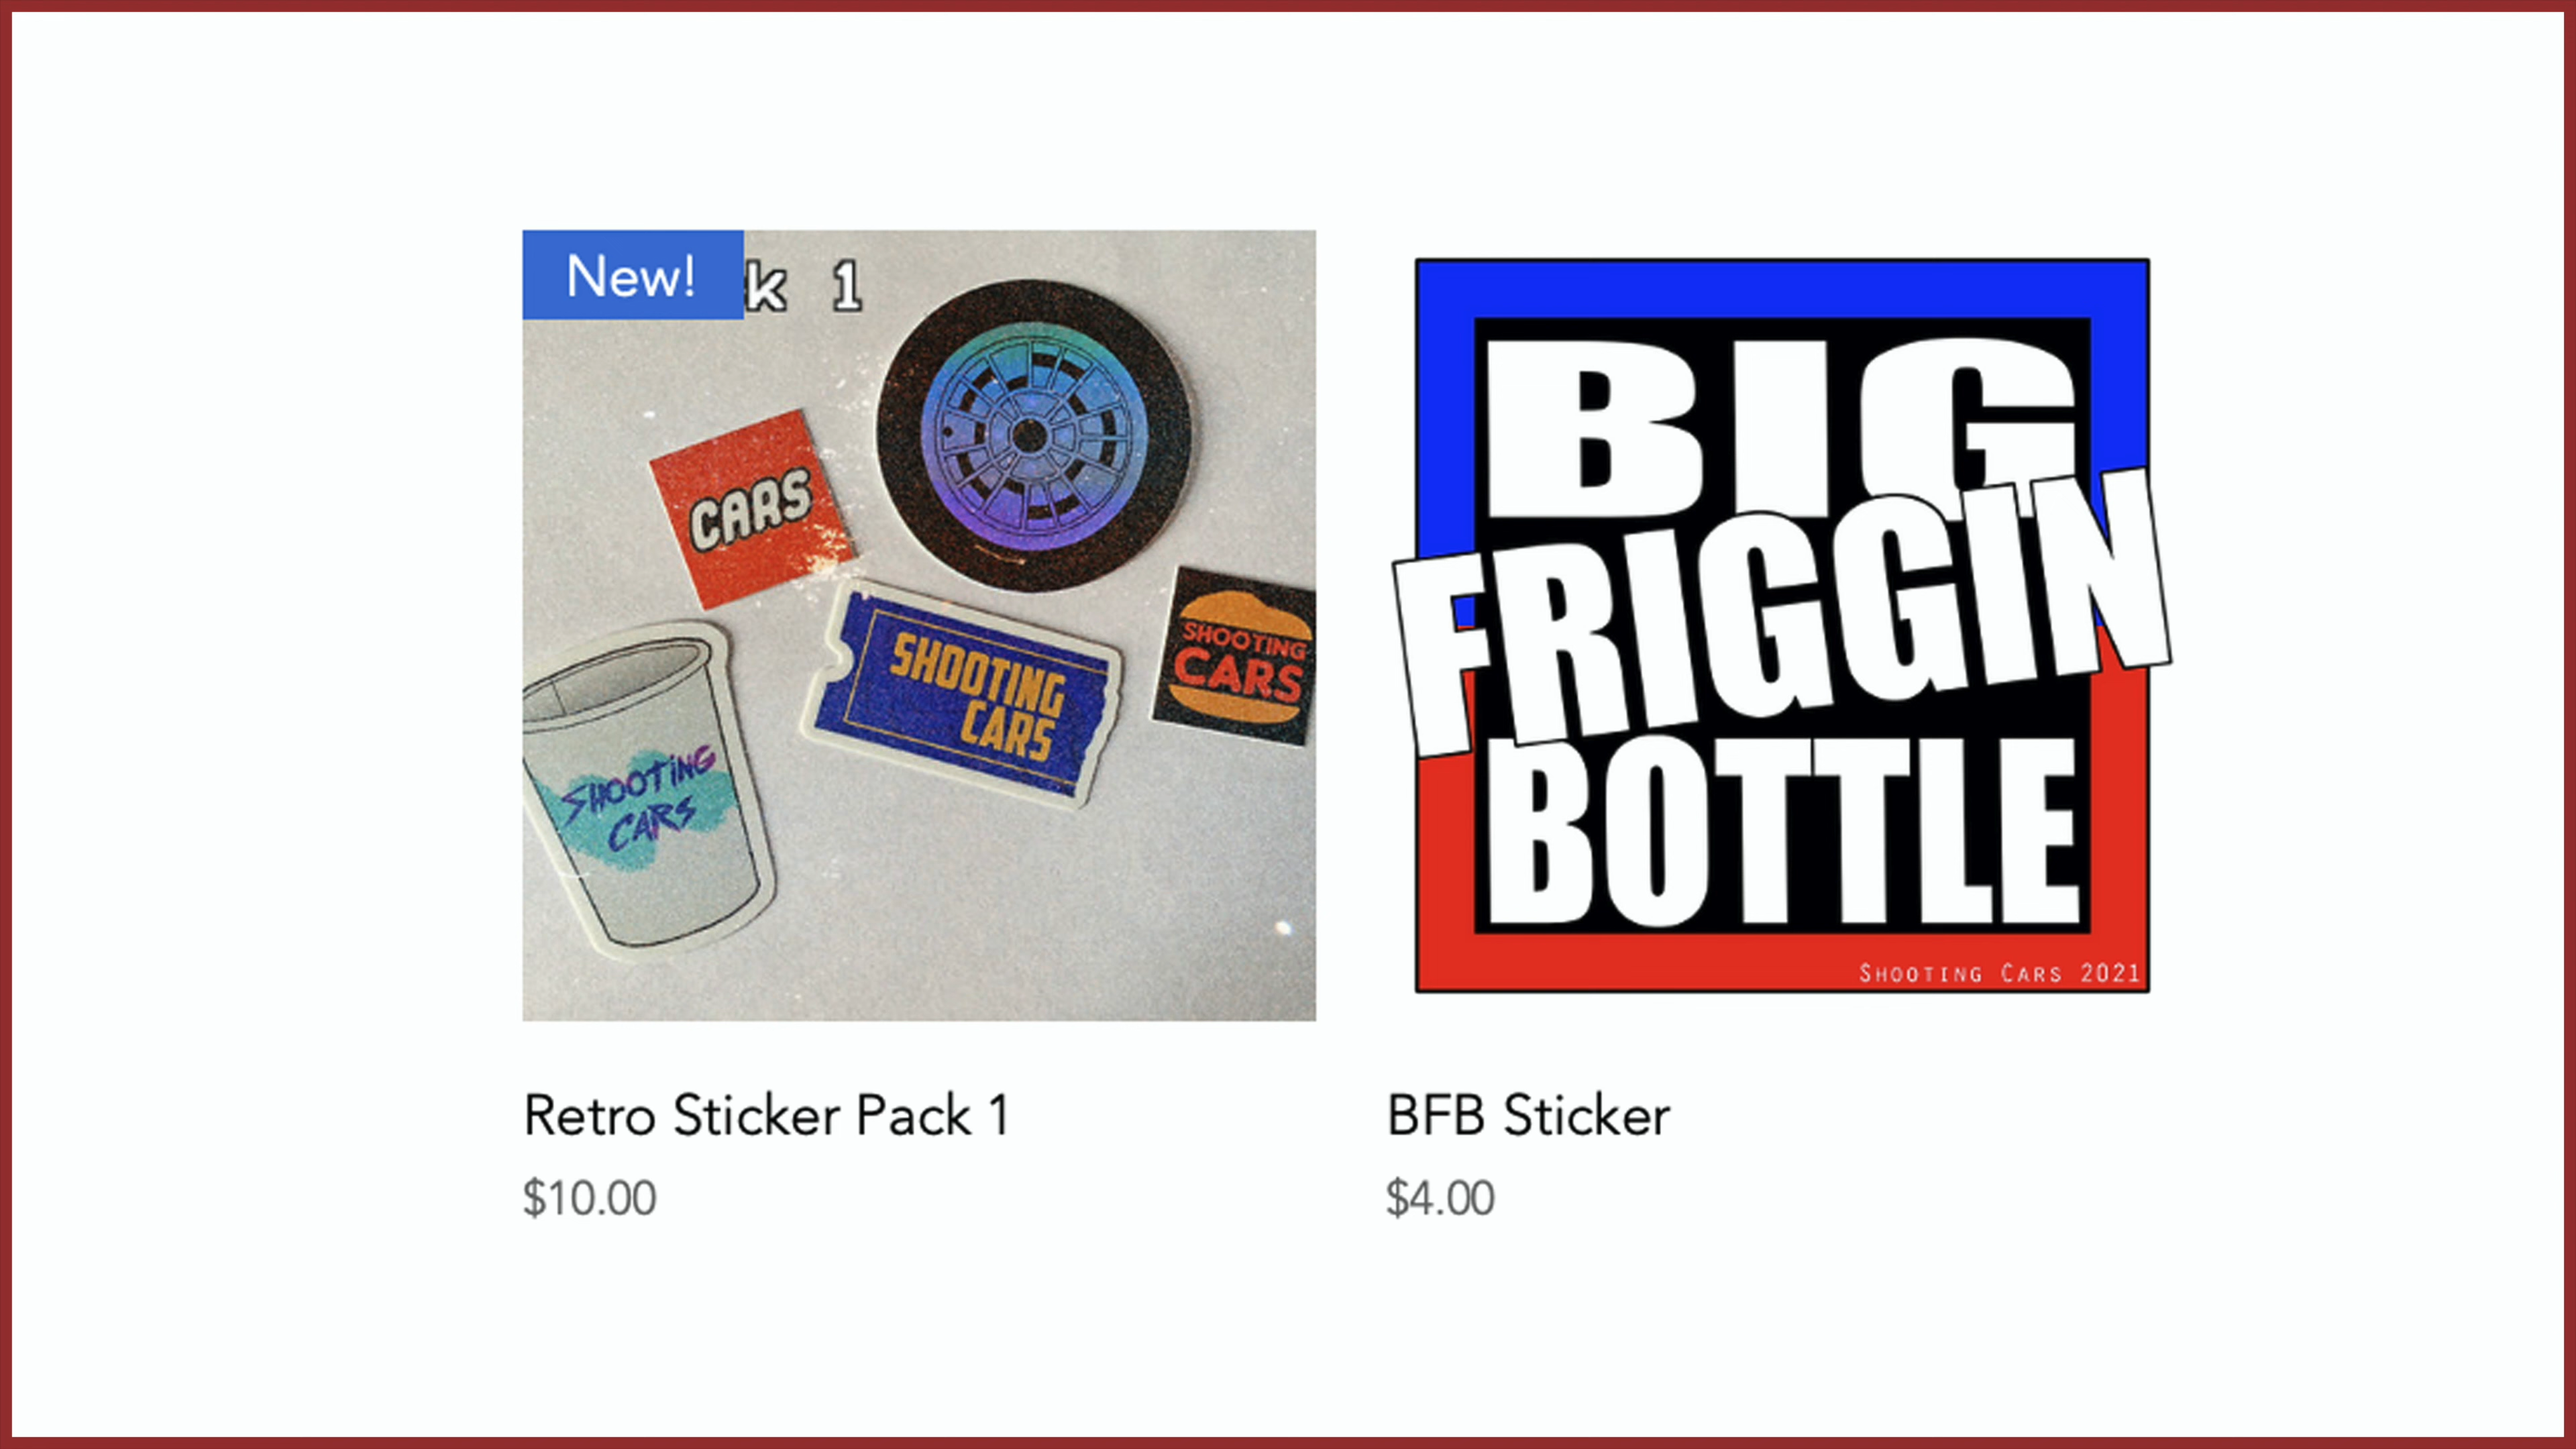 New!
k 1
CARS
SHOOTING
CARS
SHOOTING
CARS
SHOOTING
CARS
BIG
FRIGGIN
BOTTLE
SHOOTING CARS 2021
Retro Sticker Pack 1
$10.00
BFB Sticker
$4.00